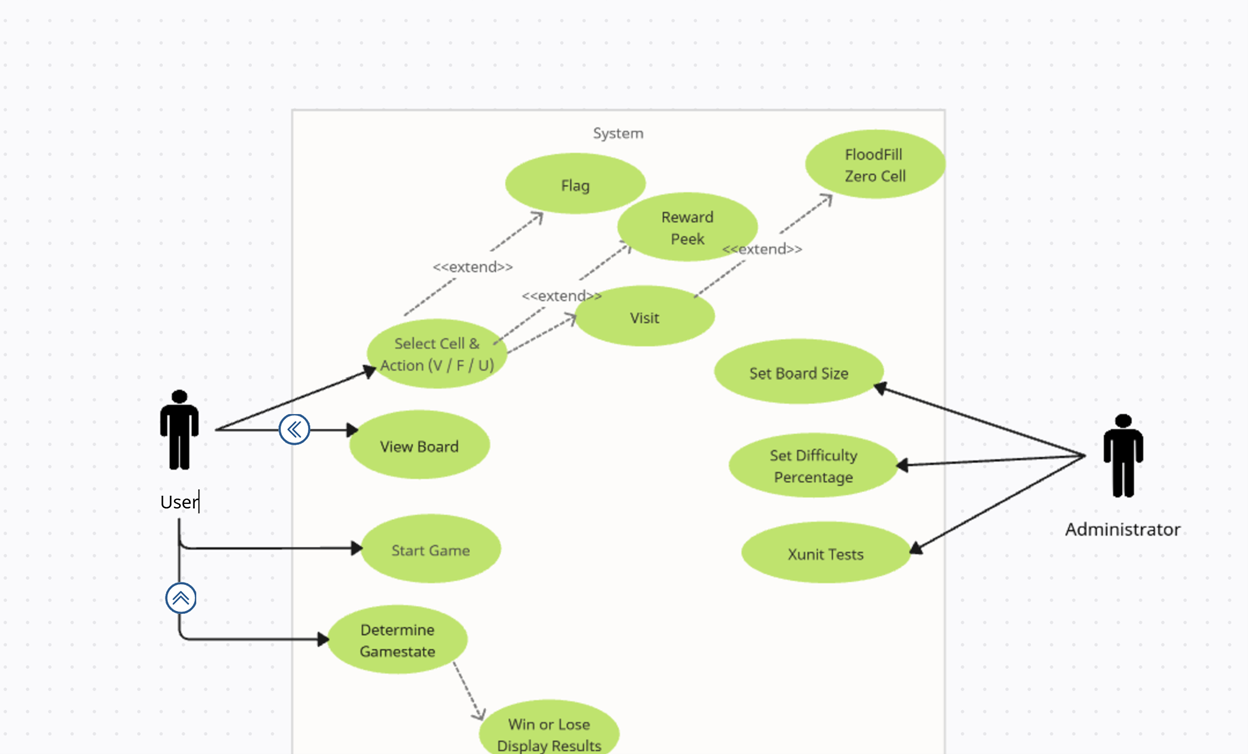 System
Flag
FloodFill
Zero Cell
Reward
Peek
<<extend>>
<<extend>>
<<extend>>
Visit
Select Cell &
Action (V / F / U)
Set Board Size
View Board
Set Difficulty
Percentage
User
Administrator
Start Game
Xunit Tests
Determine
Gamestate
Win or Lose
Display Results